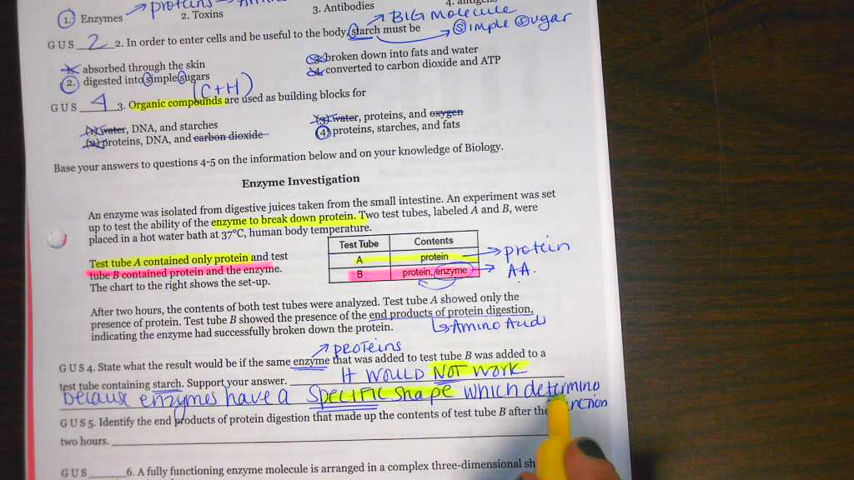 1. Enzymes → proteins
2. Toxins
3. Antibodies
BIG Molecule
GUS 2 2. In order to enter cells and be useful to the body, starch must be → Simple Sugar
1. absorbed through the skin
2. digested into simple sugars
3. broken down into fats and water
4. converted to carbon dioxide and ATP
(C+H)
GUS 4 3. Organic compounds are used as building blocks for
(1) water, DNA, and starches
(2) proteins, DNA, and carbon dioxide
(3) water, proteins, and oxygen
(4) proteins, starches, and fats
Base your answers to questions 4-5 on the information below and on your knowledge of Biology.
Enzyme Investigation
An enzyme was isolated from digestive juices taken from the small intestine. An experiment was set
up to test the ability of the enzyme to break down protein. Two test tubes, labeled A and B, were
placed in a hot water bath at 37°C, human body temperature.
Test tube A contained only protein and test
tube B contained protein and the enzyme.
The chart to the right shows the set-up.
Test Tube Contents
A protein → protein
B protein, enzyme → AA.
After two hours, the contents of both test tubes were analyzed. Test tube A showed only the
presence of protein. Test tube B showed the presence of the end products of protein digestion,
indicating the enzyme had successfully broken down the protein.
↳ Amino Acid
→ proteins
GUS 4. State what the result would be if the same enzyme that was added to test tube B was added to a
test tube containing starch. Support your answer. It would NOT work
because enzymes have a specific shape which determino
function
GUS 5. Identify the end products of protein digestion that made up the contents of test tube B after the
two hours.
GUS 6. A fully functioning enzyme molecule is arranged in a complex three-dimensional sh